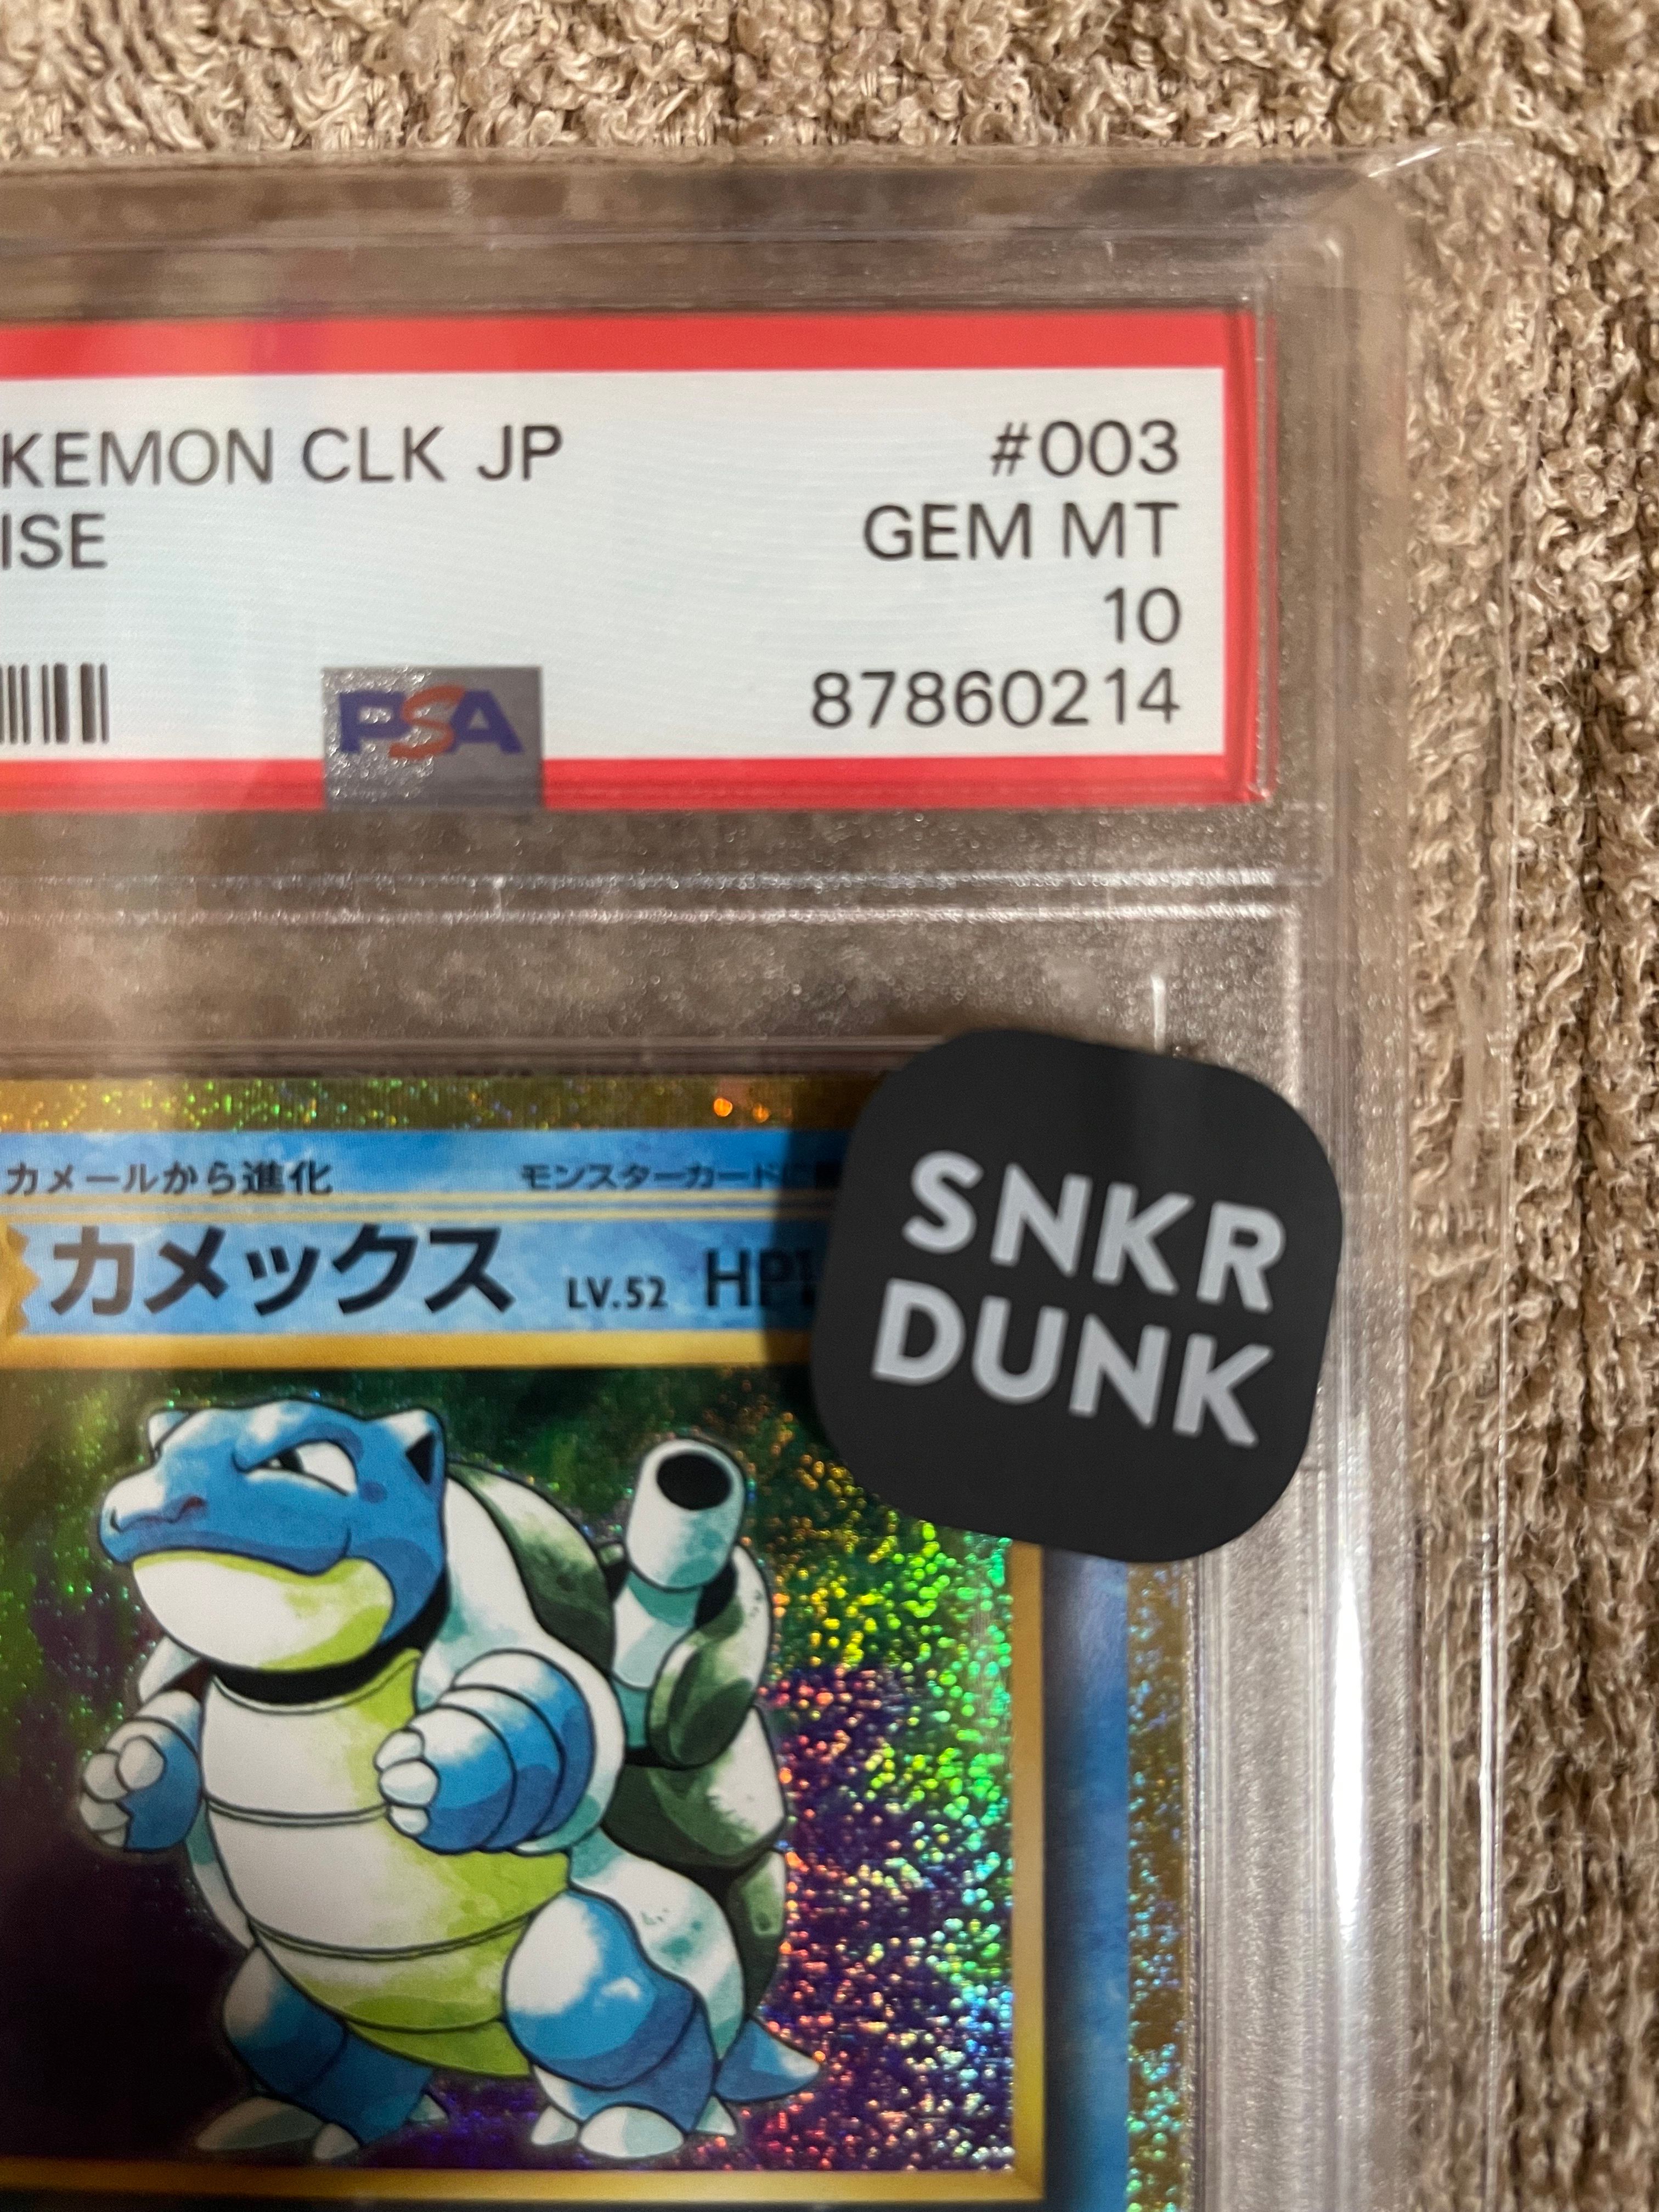 KEMON CLK JP #003
ISE GEM MT
10
PSA 87860214
カメールから進化 モンスターカード
カメックス LV.52 HP
SNKR
DUNK